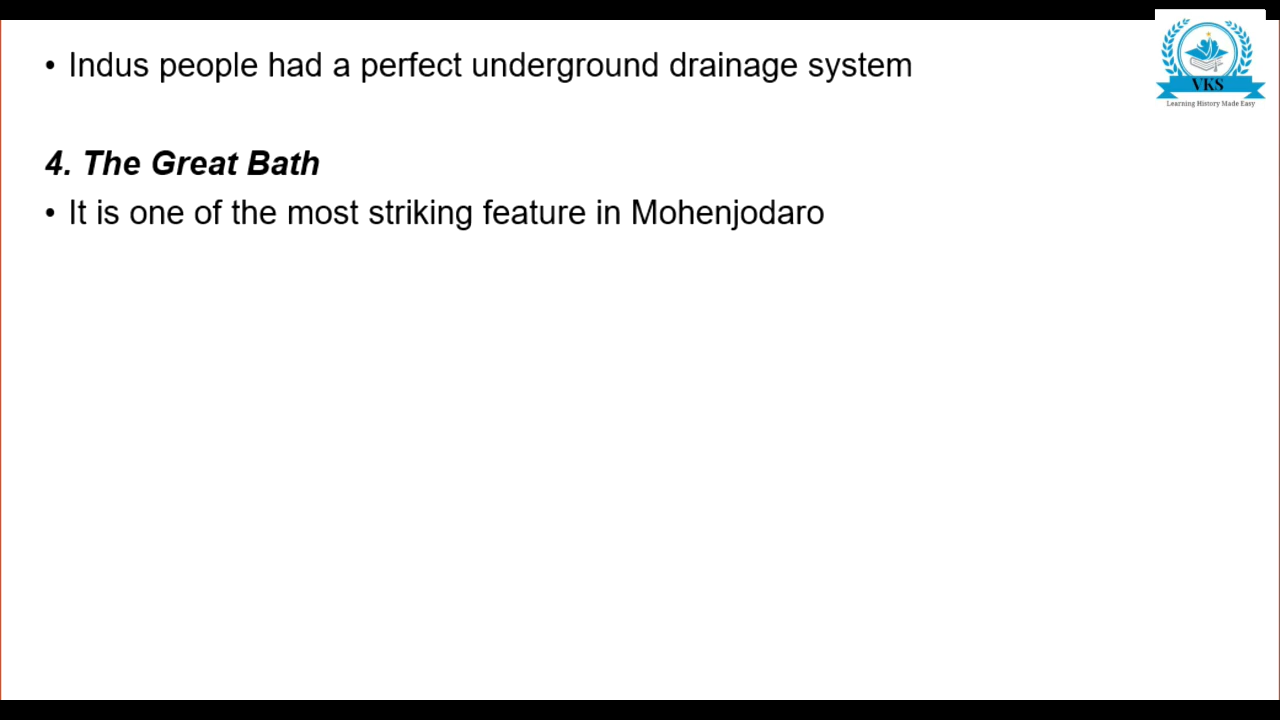 • Indus people had a perfect underground drainage system
VKS
Learning History Made Easy
4. The Great Bath
• It is one of the most striking feature in Mohenjodaro